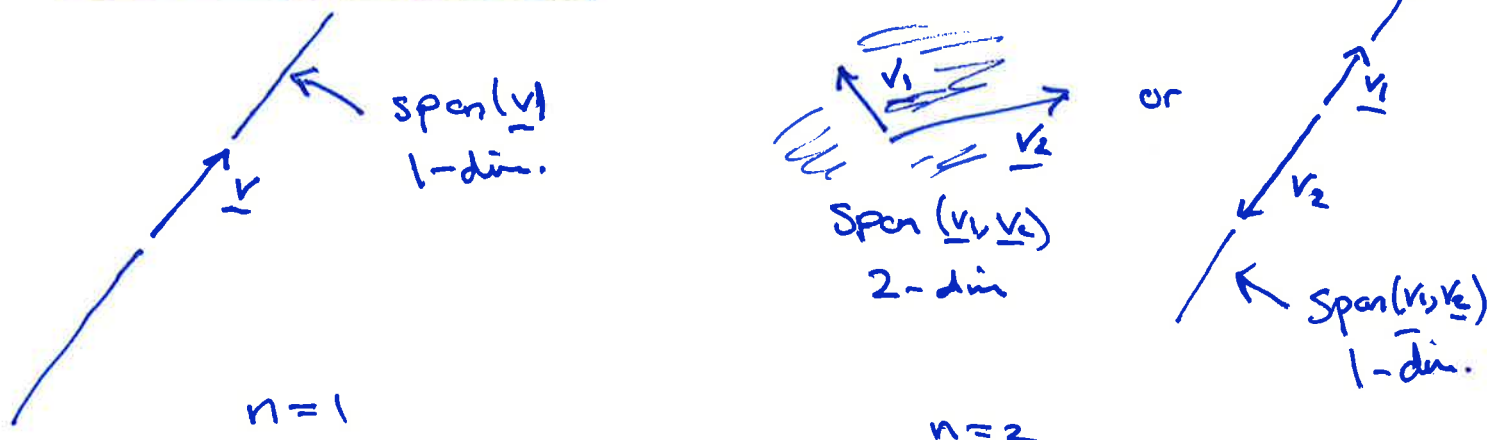 span(v)
1-dim.
v
n=1
v1
v2
Span (v1, v2)
2-dim
or
v1
v2
Span(v1, v2)
1-dim.
n=2